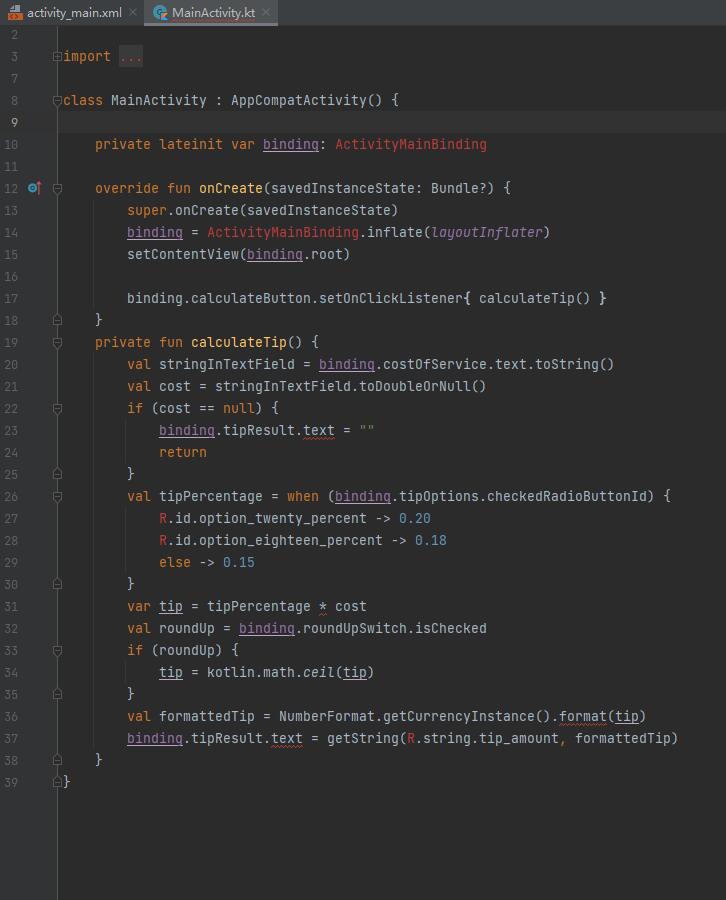 activity_main.xml MainActivity.kt
2
3 import ...
7
8 class MainActivity : AppCompatActivity() {
9
10 private lateinit var binding: ActivityMainBinding
11
12 override fun onCreate(savedInstanceState: Bundle?) {
13 super.onCreate(savedInstanceState)
14 binding = ActivityMainBinding.inflate(layoutInflater)
15 setContentView(binding.root)
16
17 binding.calculateButton.setOnClickListener{ calculateTip() }
18 }
19 private fun calculateTip() {
20 val stringInTextField = binding.costOfService.text.toString()
21 val cost = stringInTextField.toDoubleOrNull()
22 if (cost == null) {
23 binding.tipResult.text = ""
24 return
25 }
26 val tipPercentage = when (binding.tipOptions.checkedRadioButtonId) {
27 R.id.option_twenty_percent -> 0.20
28 R.id.option_eighteen_percent -> 0.18
29 else -> 0.15
30 }
31 var tip = tipPercentage * cost
32 val roundUp = binding.roundUpSwitch.isChecked
33 if (roundUp) {
34 tip = kotlin.math.ceil(tip)
35 }
36 val formattedTip = NumberFormat.getCurrencyInstance().format(tip)
37 binding.tipResult.text = getString(R.string.tip_amount, formattedTip)
38 }
39 }